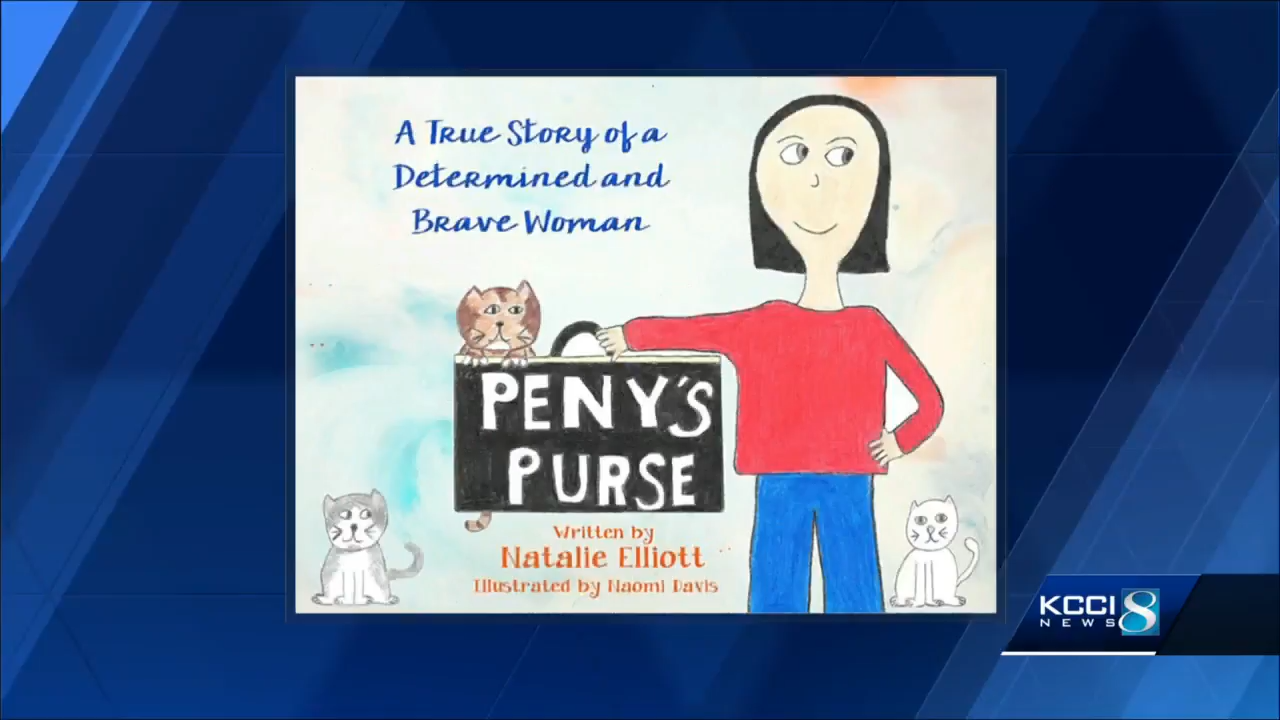 A True Story of a
Determined and
Brave Woman
PENY'S
PURSE
Written by
Natalie Elliott
Illustrated by Naomi Davis
KCCI 8
NEWS